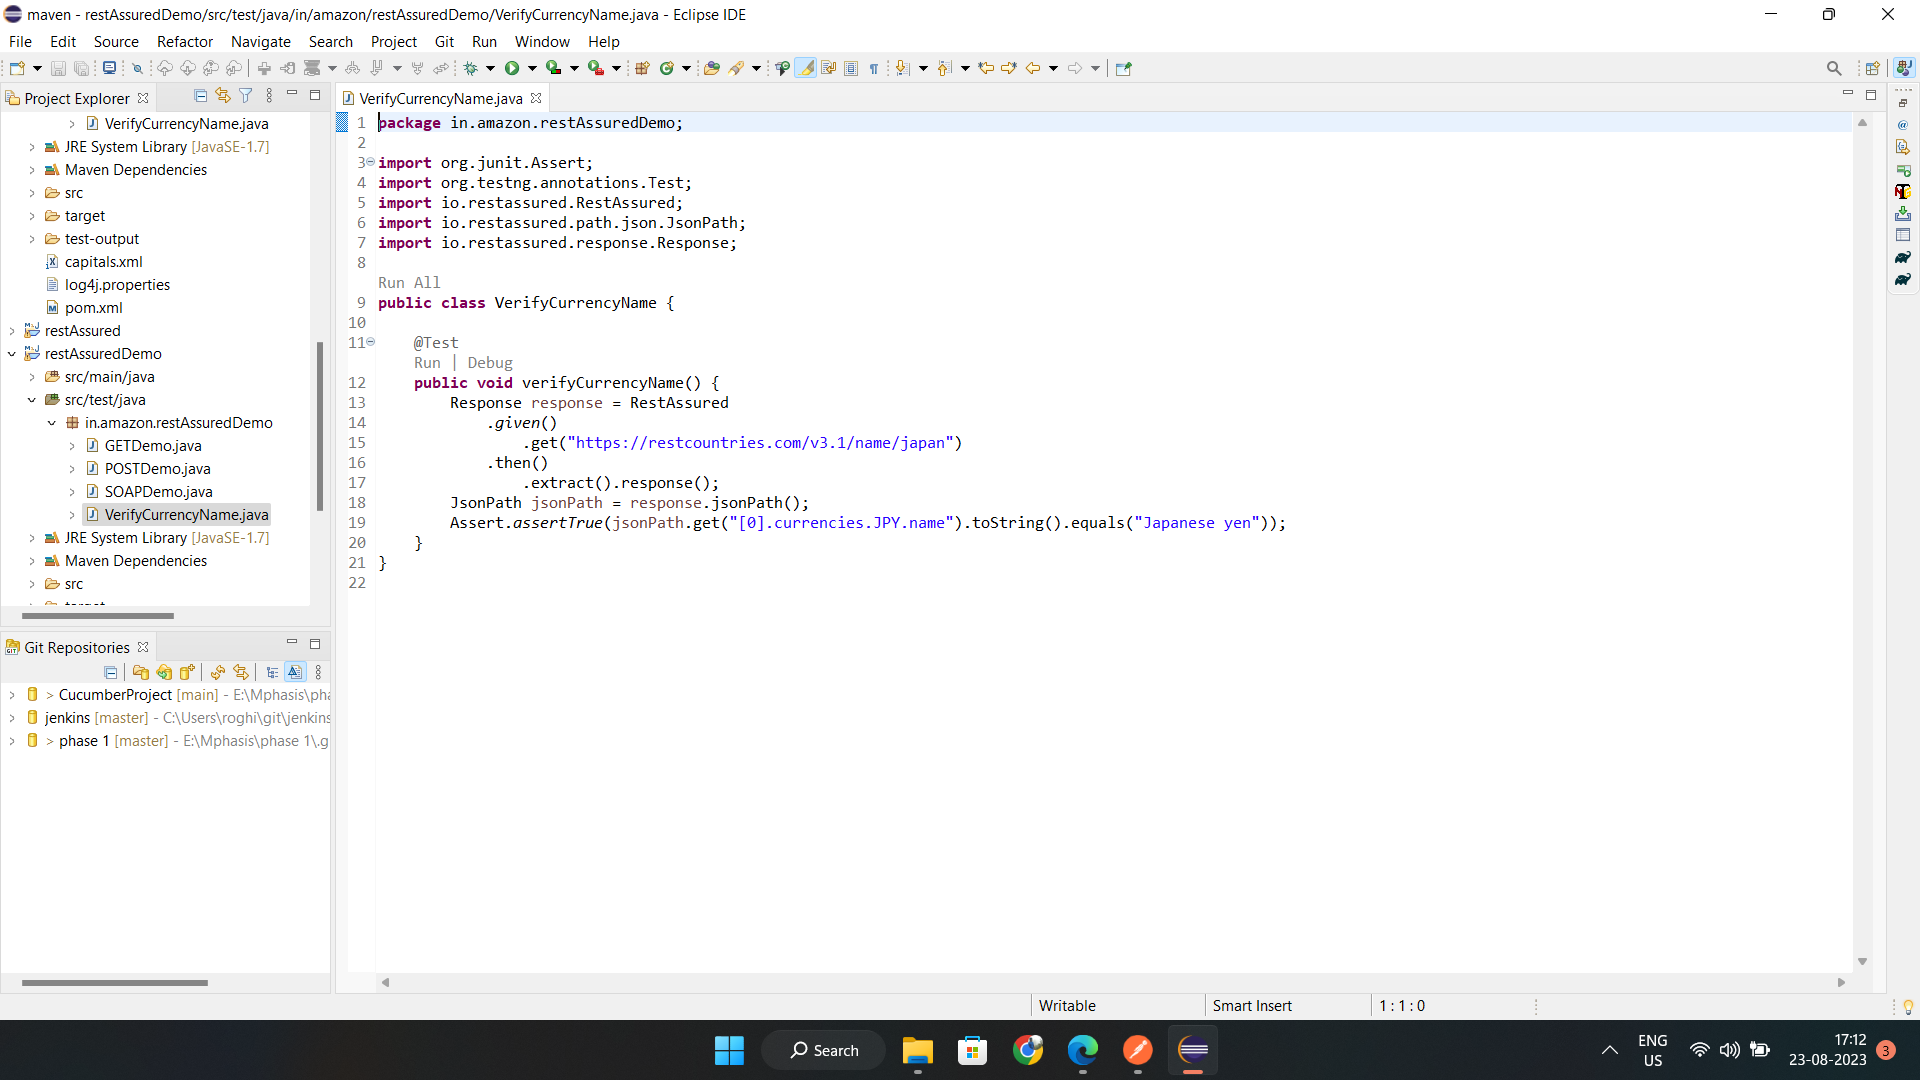 maven - restAssuredDemo/src/test/java/in/amazon/restAssuredDemo/VerifyCurrencyName.java - Eclipse IDE
File Edit Source Refactor Navigate Search Project Git Run Window Help
Project Explorer
VerifyCurrencyName.java
JRE System Library [JavaSE-1.7]
Maven Dependencies
src
target
test-output
capitals.xml
log4j.properties
pom.xml
restAssured
restAssuredDemo
src/main/java
src/test/java
in.amazon.restAssuredDemo
GETDemo.java
POSTDemo.java
SOAPDemo.java
VerifyCurrencyName.java
JRE System Library [JavaSE-1.7]
Maven Dependencies
src
Git Repositories
> CucumberProject [main] - E:\Mphasis\pha
jenkins [master] - C:\Users\roghi\git\jenkins
> phase 1 [master] - E:\Mphasis\phase 1\.g
VerifyCurrencyName.java
1 package in.amazon.restAssuredDemo;
2
3 import org.junit.Assert;
4 import org.testng.annotations.Test;
5 import io.restassured.RestAssured;
6 import io.restassured.path.json.JsonPath;
7 import io.restassured.response.Response;
8
Run All
9 public class VerifyCurrencyName {
10
11 @Test
Run | Debug
12 public void verifyCurrencyName() {
13 Response response = RestAssured
14 .given()
15 .get("https://restcountries.com/v3.1/name/japan")
16 .then()
17 .extract().response();
18 JsonPath jsonPath = response.jsonPath();
19 Assert.assertTrue(jsonPath.get("[0].currencies.JPY.name").toString().equals("Japanese yen"));
20 }
21 }
22
Writable Smart Insert 1 : 1 : 0
Search
ENG
US
17:12
23-08-2023
3